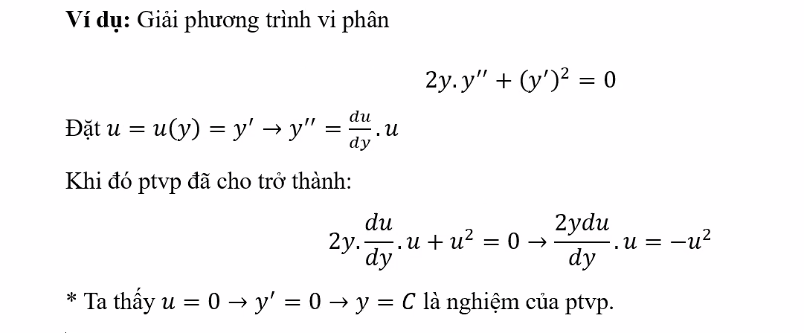 Ví dụ: Giải phương trình vi phân
2y.y′′ + (y′)² = 0
Đặt u = u(y) = y′ → y′′ = du/dy . u
Khi đó ptvp đã cho trở thành:
2y. du/dy . u + u² = 0 → 2ydu/dy . u = −u²
* Ta thấy u = 0 → y′ = 0 → y = C là nghiệm của ptvp.